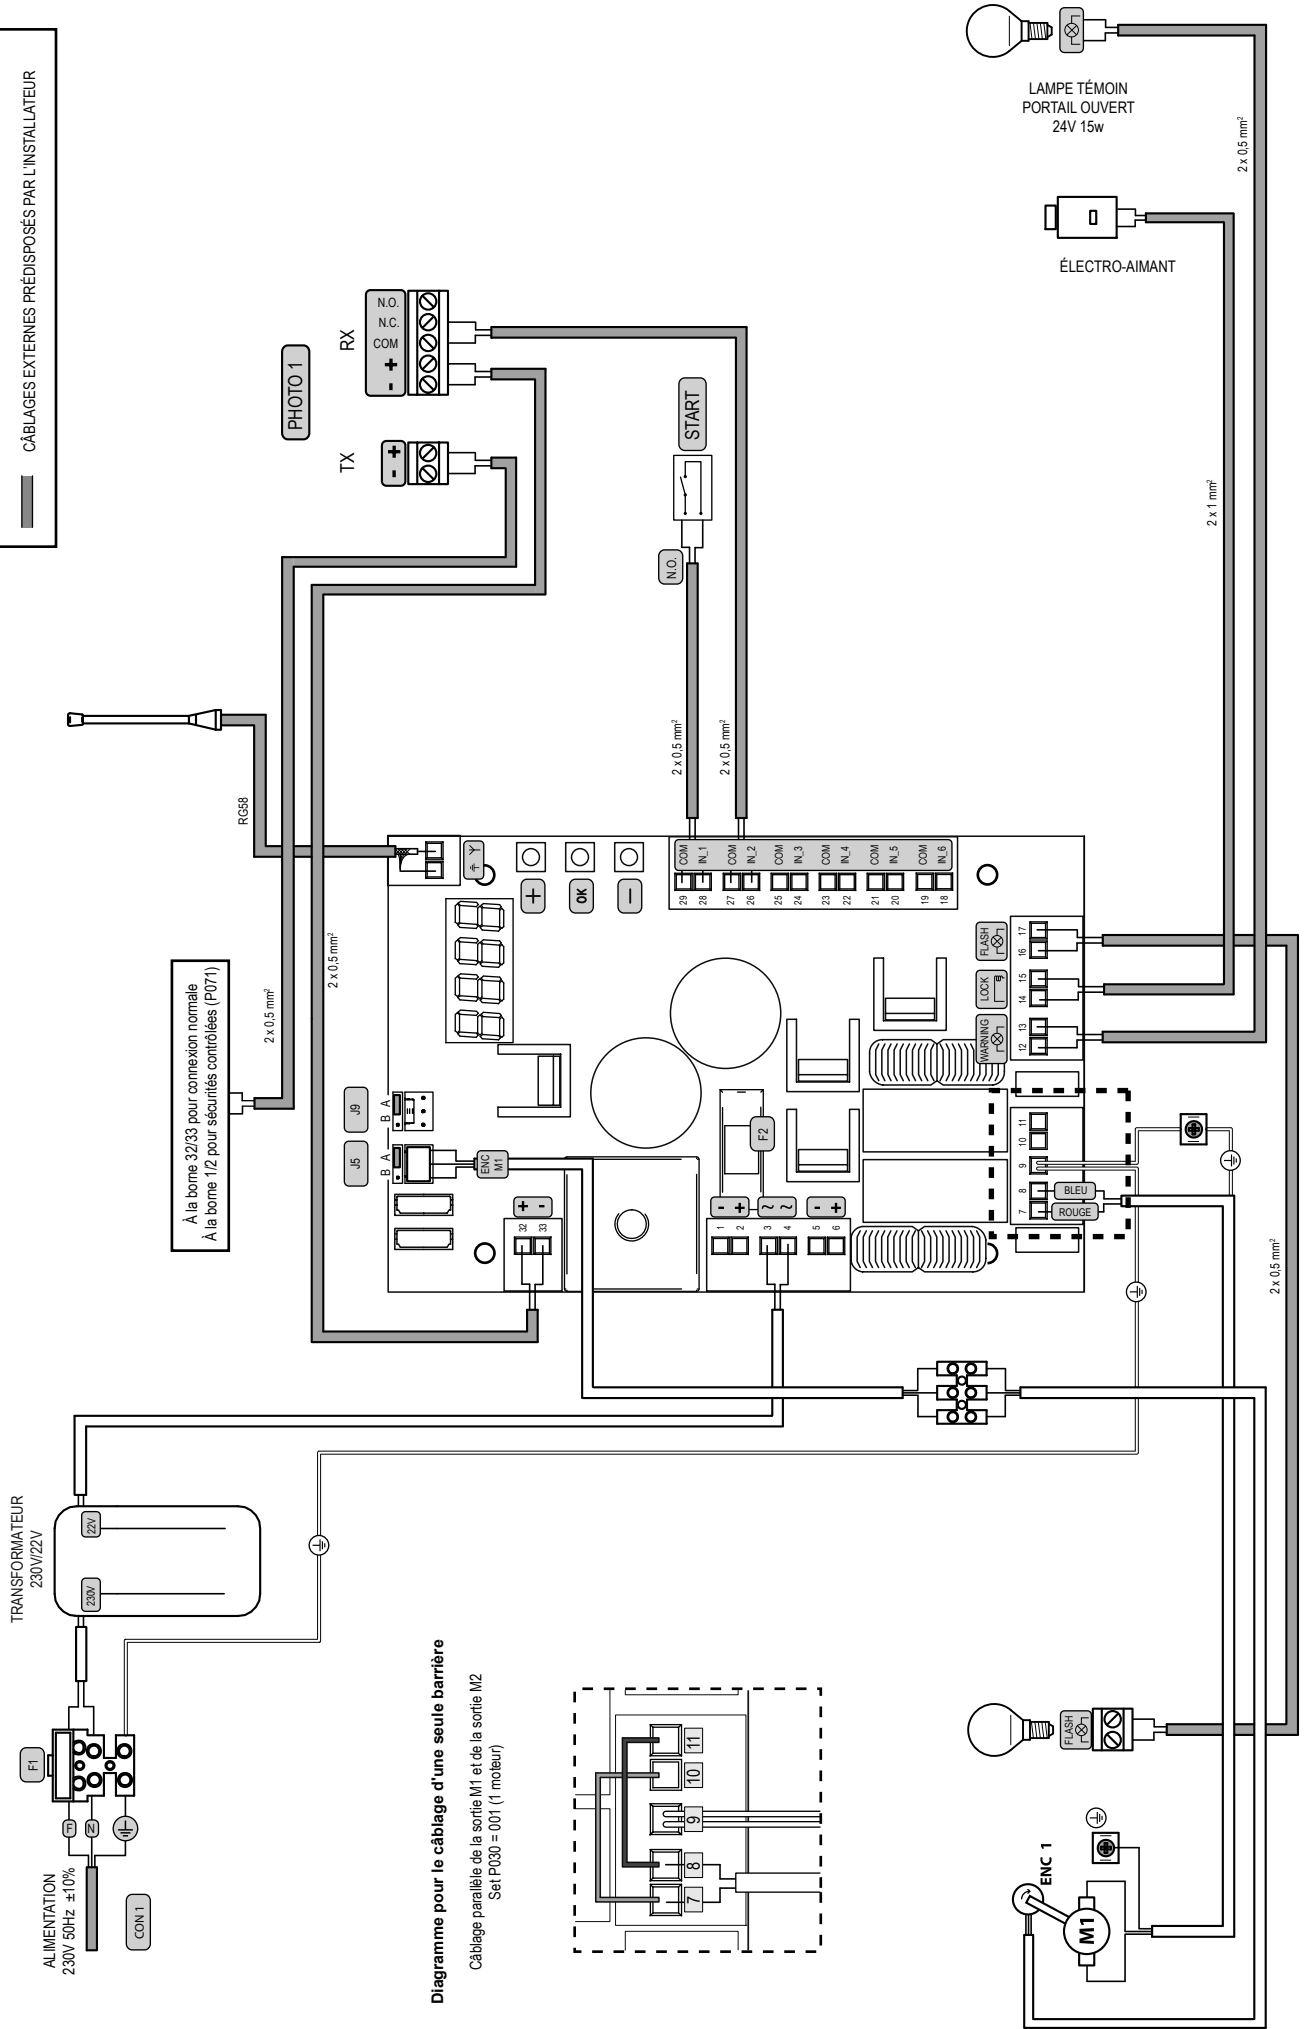 CÂBLAGES EXTERNES PRÉDISPOSÉS PAR L'INSTALLATEUR
LAMPE TÉMOIN
PORTAIL OUVERT
24V 15w
2 x 0,5 mm²
ÉLECTRO-AIMANT
2 x 1 mm²
PHOTO 1
TX
- +
RX
- + COM N.C. N.O.
START
N.O.
2 x 0,5 mm²
2 x 0,5 mm²
RG58
À la borne 32/33 pour connexion normale
À la borne 1/2 pour sécurités contrôlées (P071)
2 x 0,5 mm²
2 x 0,5 mm²
J5
B A
J9
B A
ENC
M1
+
OK
-
32 33
+ -
F2
1 2 3 4 5 6
- + ~ ~ - +
29 COM
28 IN_1
27 COM
26 IN_2
25 COM
24 IN_3
23 COM
22 IN_4
21 COM
20 IN_5
19 COM
18 IN_6
WARNING
LOCK
FLASH
12 13 14 15 16 17
7 8 9 10 11
ROUGE
BLEU
2 x 0,5 mm²
TRANSFORMATEUR
230V/22V
230V
22V
F1
F
N
ALIMENTATION
230V 50Hz ±10%
CON 1
Diagramme pour le câblage d'une seule barrière
Câblage parallèle de la sortie M1 et de la sortie M2
Set P030 = 001 (1 moteur)
7 8 9 10 11
FLASH
ENC 1
M1